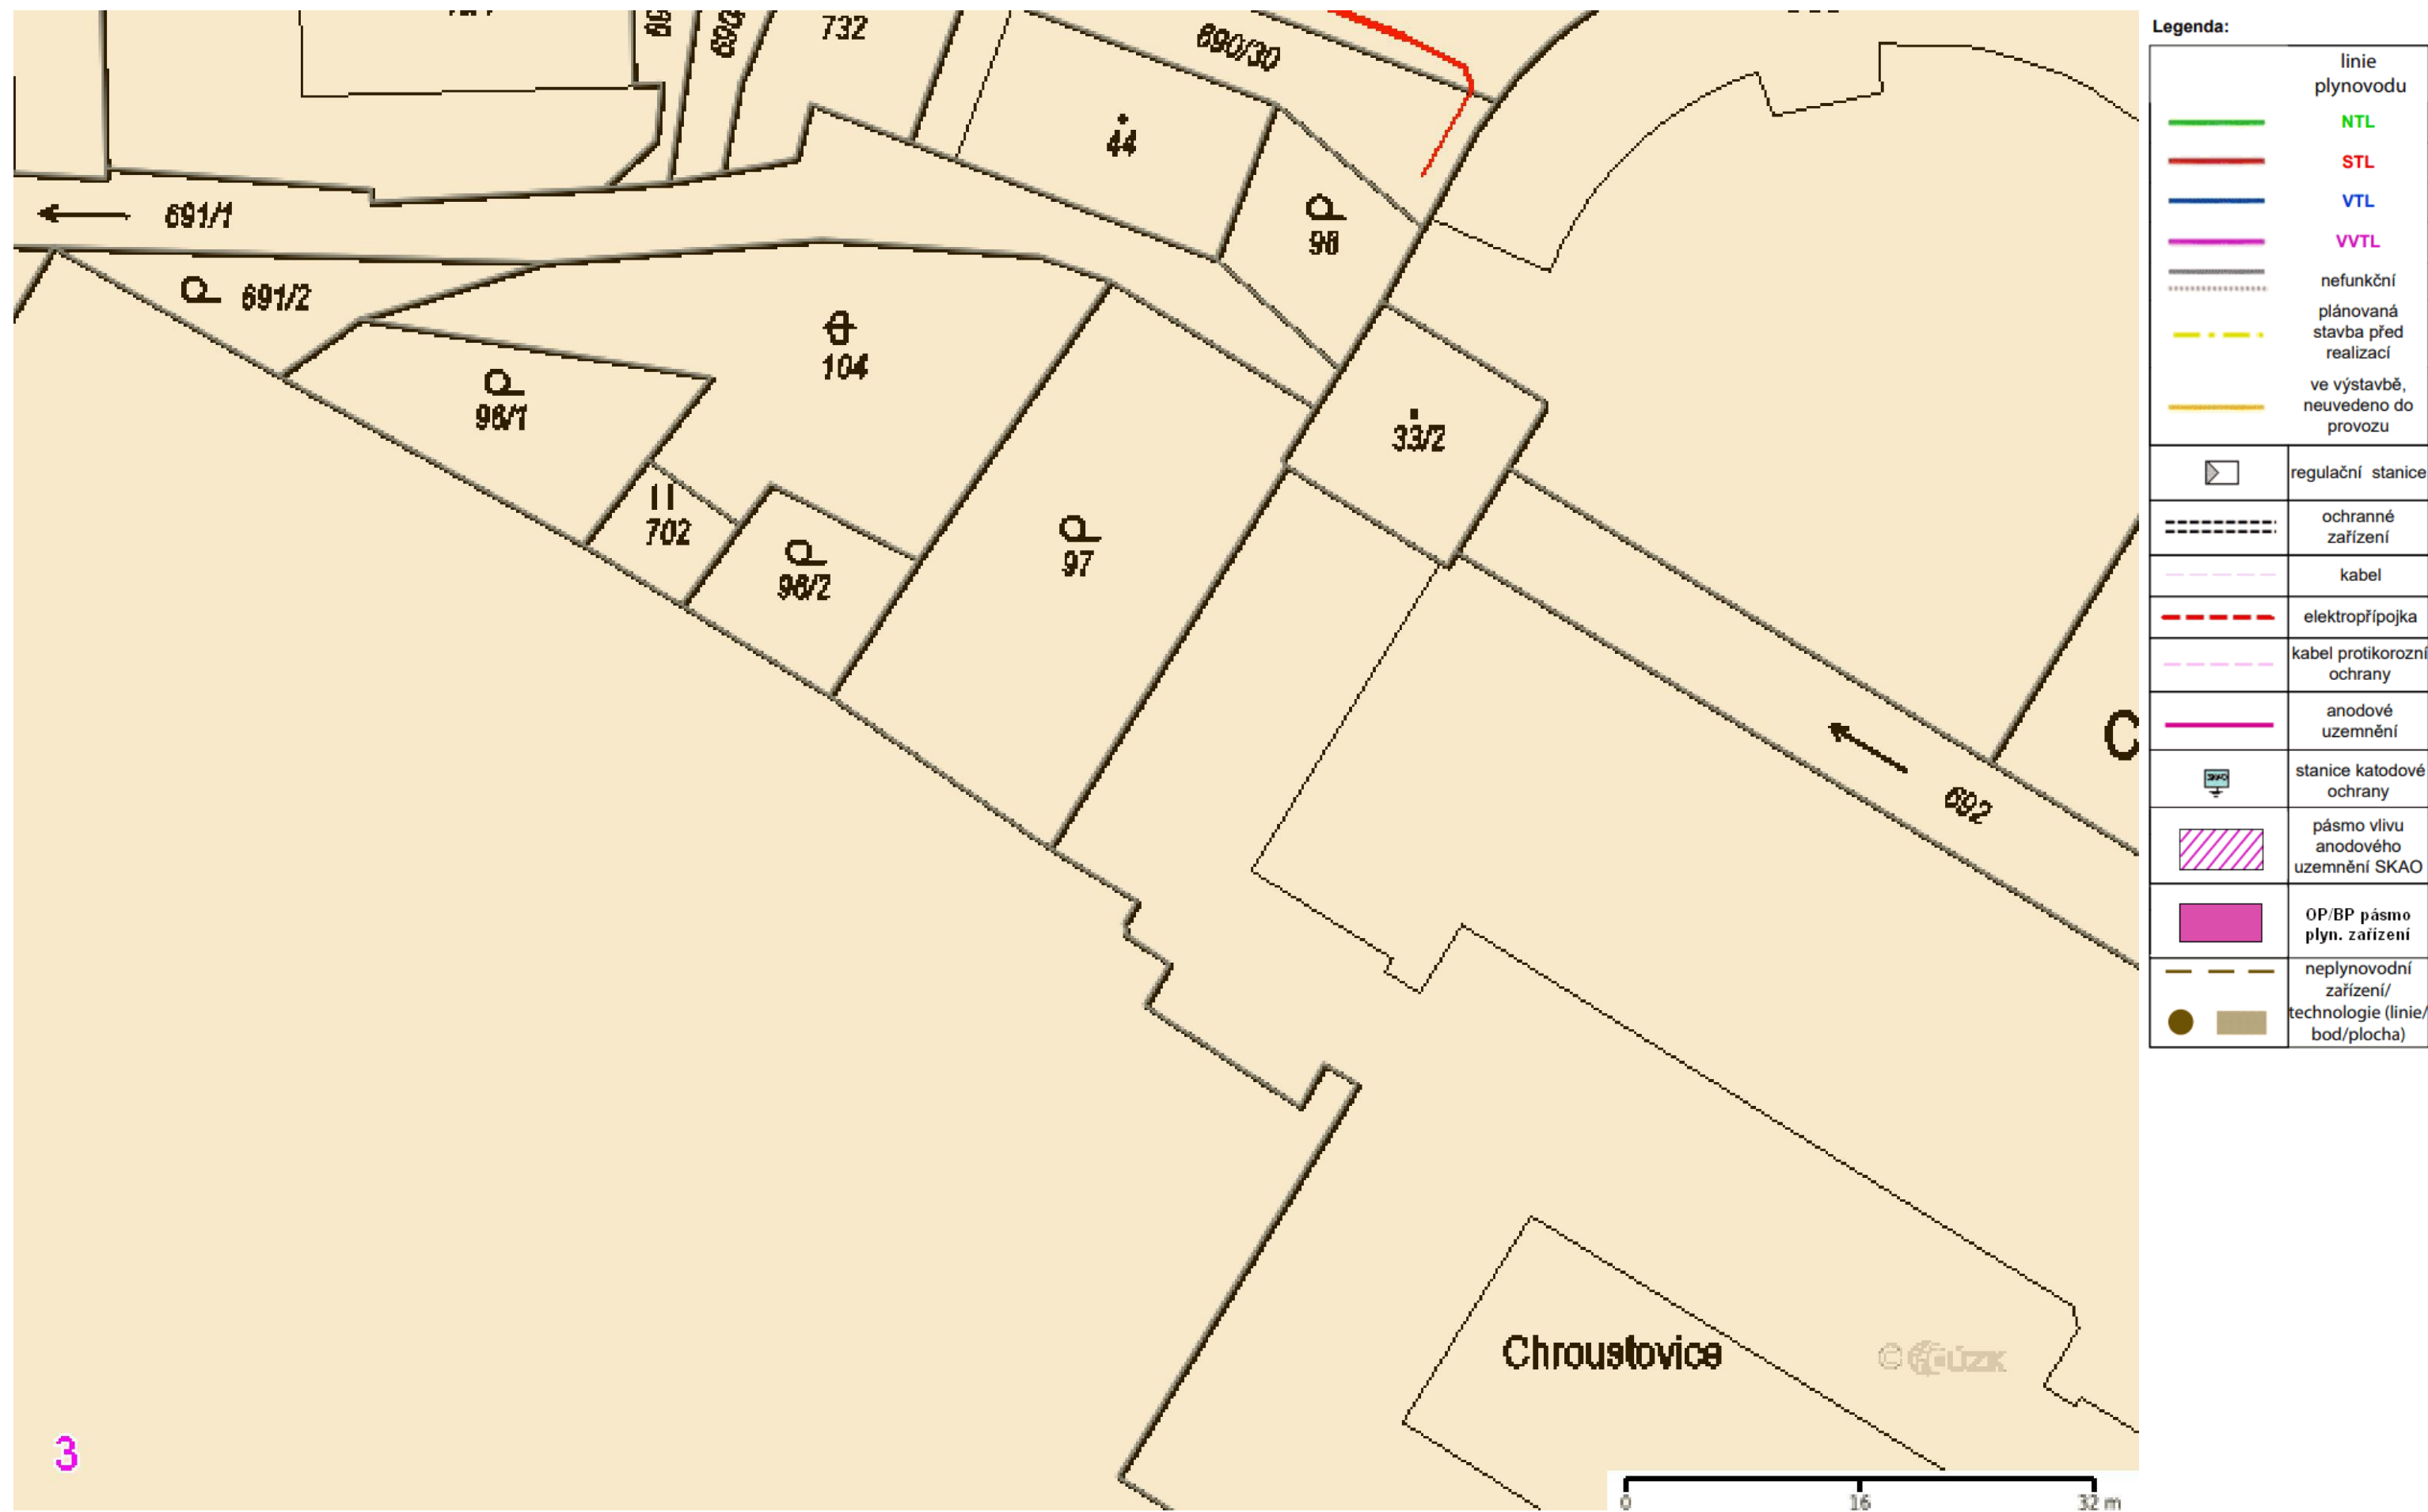 732
690/30
44
691/1
98
691/2
104
96/1
33/2
702
97
96/2
692
Chroustovice
© ČÚZK
3
0 16 32 m
Legenda:
linie
plynovodu
NTL
STL
VTL
VVTL
nefunkční
plánovaná
stavba před
realizací
ve výstavbě,
neuvedeno do
provozu
regulační stanice
ochranné
zařízení
kabel
elektropřípojka
kabel protikorozní
ochrany
anodové
uzemnění
SKAO
stanice katodové
ochrany
pásmo vlivu
anodového
uzemnění SKAO
OP/BP pásmo
plyn. zařízení
neplynovodní
zařízení/
technologie (linie/
bod/plocha)